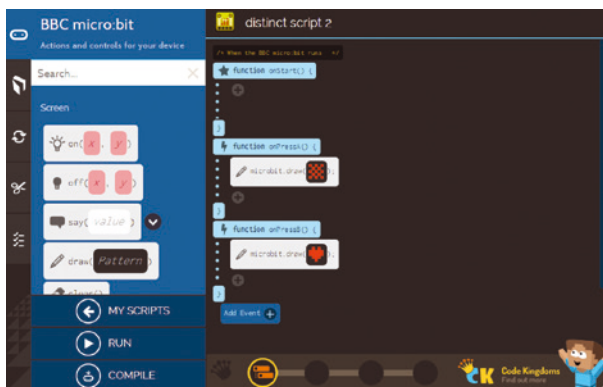 BBC micro:bit
Actions and controls for your device
Search...
Screen
on( x , y )
off( x , y )
say( value )
draw( Pattern )
MY SCRIPTS
RUN
COMPILE
distinct script 2
/* When the BBC micro:bit runs */
function onStart() {
}
function onPressA() {
microbit.draw( );
}
function onPressB() {
microbit.draw( );
}
Add Event
CK Code Kingdoms
Find out more